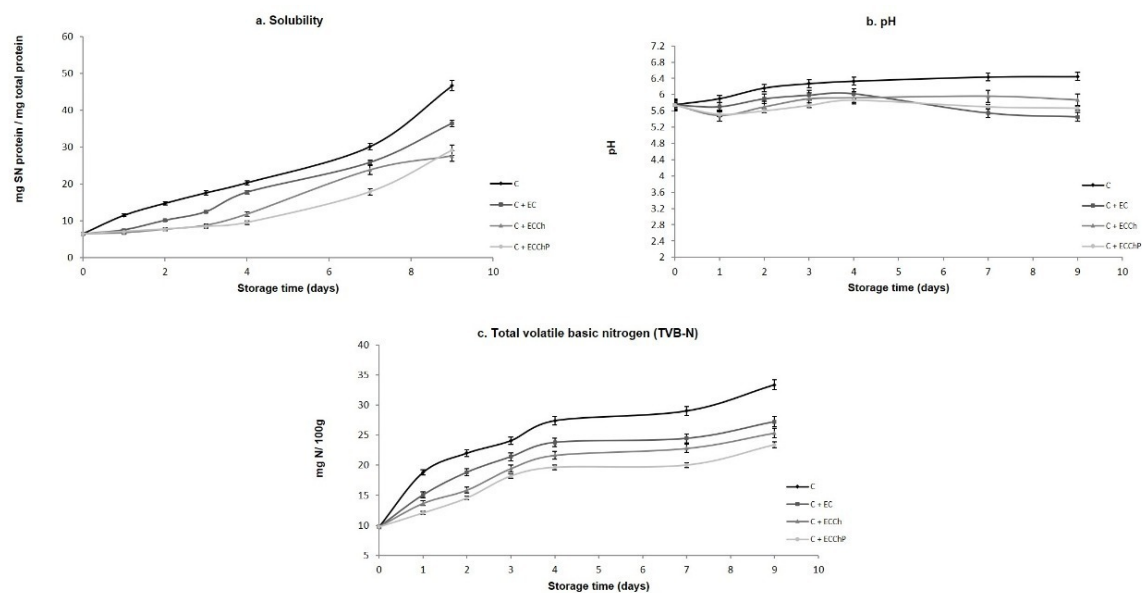 a. Solubility
mg SN protein / mg total protein
60
50
40
30
20
10
0
0 2 4 6 8 10
Storage time (days)
C
C + EC
C + ECCh
C + ECChP
b. pH
pH
7.2
6.8
6.4
6
5.6
5.2
4.8
4.4
4
3.6
3.2
2.8
2.4
2
0 1 2 3 4 5 6 7 8 9 10
Storage time (days)
C
C + EC
C + ECCh
C + ECChP
c. Total volatile basic nitrogen (TVB-N)
mg N/ 100g
40
35
30
25
20
15
10
5
0 1 2 3 4 5 6 7 8 9 10
Storage time (days)
C
C + EC
C + ECCh
C + ECChP